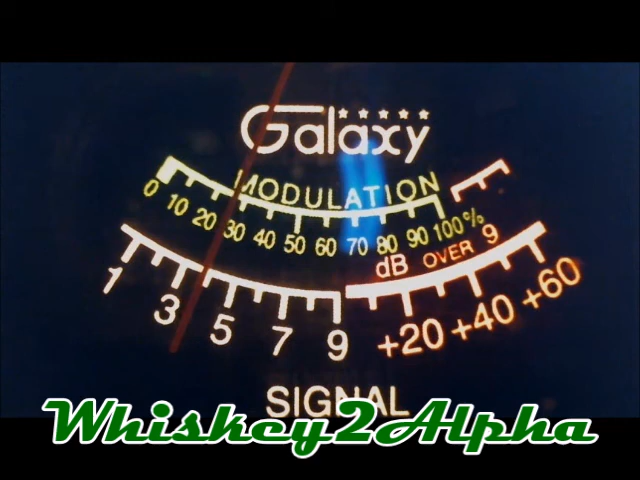 Galaxy
MODULATION
0 10 20 30 40 50 60 70 80 90 100%
dB OVER 9
1 3 5 7 9 +20 +40 +60
SIGNAL
Whiskey2Alpha